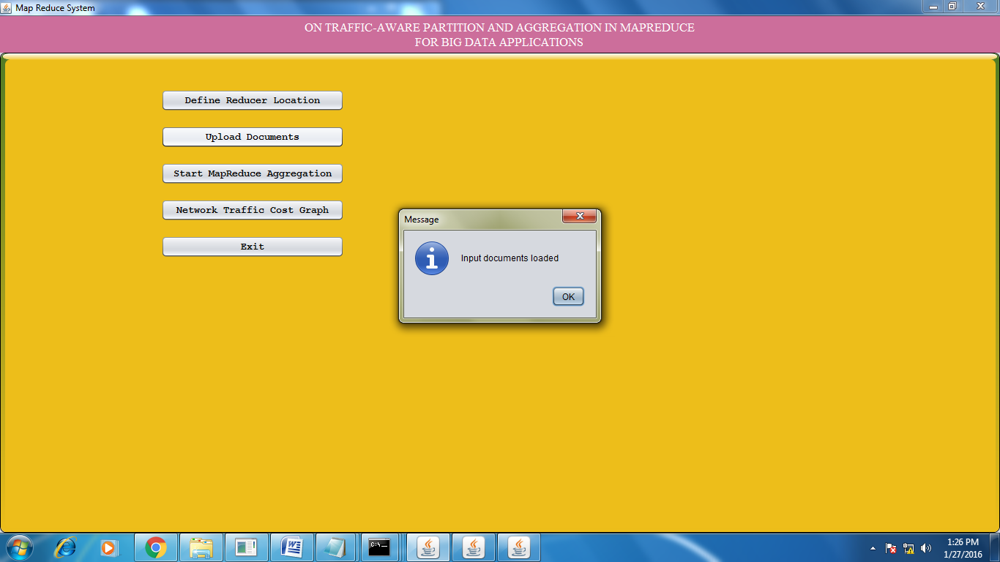 Map Reduce System
ON TRAFFIC-AWARE PARTITION AND AGGREGATION IN MAPREDUCE
FOR BIG DATA APPLICATIONS
Define Reducer Location
Upload Documents
Start MapReduce Aggregation
Network Traffic Cost Graph
Exit
Message
Input documents loaded
OK
C:\.
1:26 PM
1/27/2016